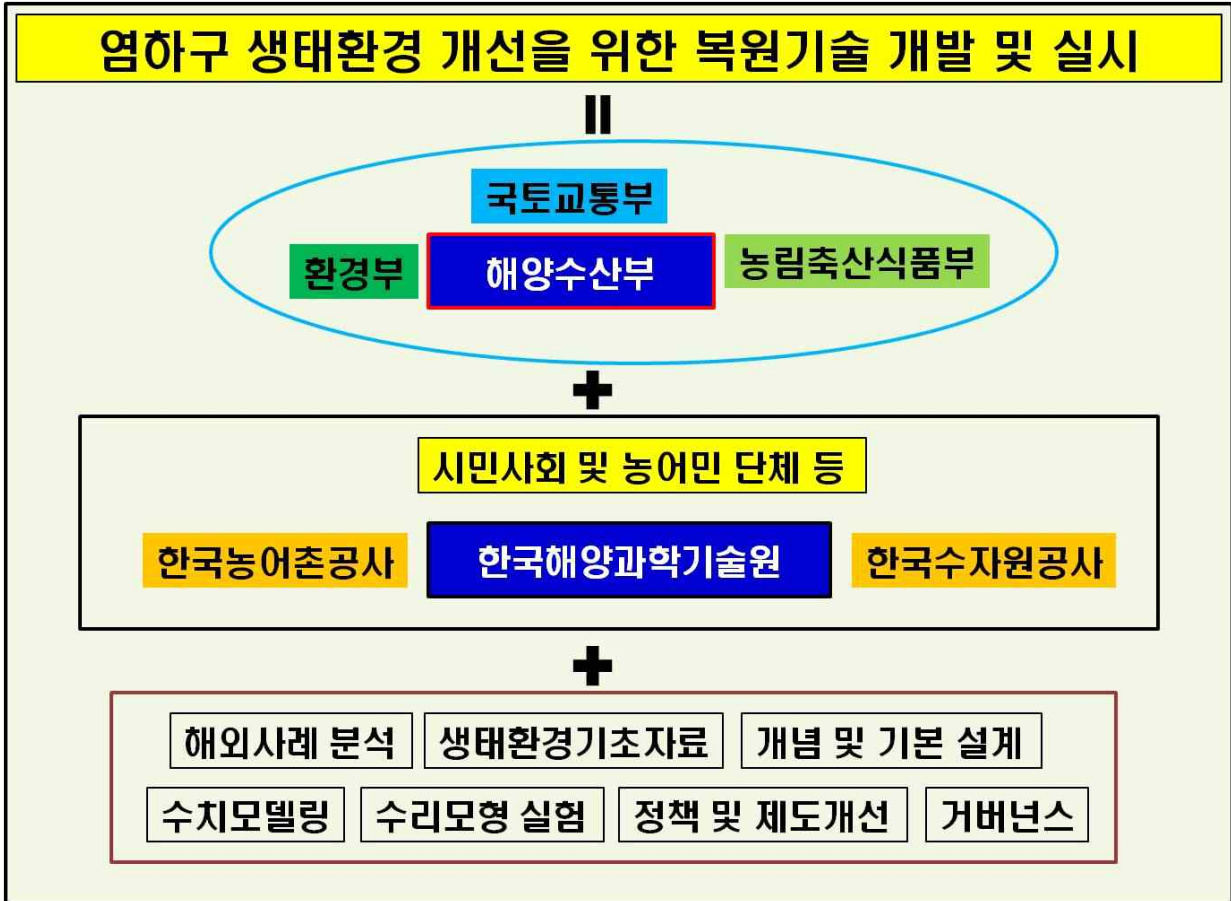 염하구 생태환경 개선을 위한 복원기술 개발 및 실시
=
국토교통부
환경부 해양수산부 농림축산식품부
+
시민사회 및 농어민 단체 등
한국농어촌공사 한국해양과학기술원 한국수자원공사
+
해외사례 분석 생태환경기초자료 개념 및 기본 설계
수치모델링 수리모형 실험 정책 및 제도개선 거버넌스